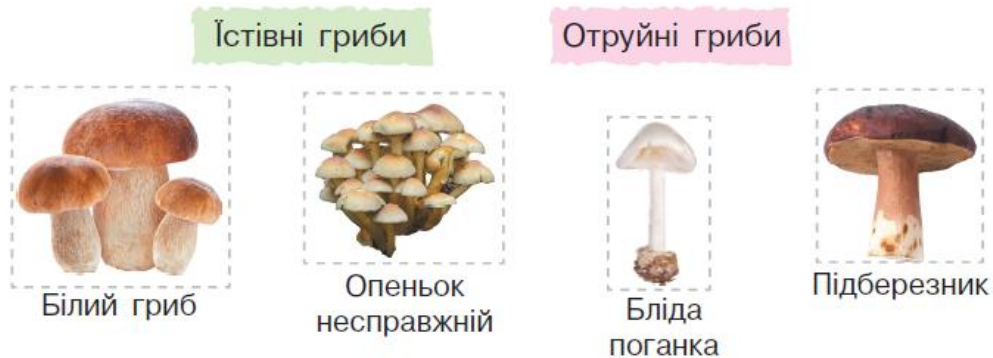 Їстівні гриби
Отруйні гриби
Білий гриб
Опеньок
несправжній
Бліда
поганка
Підберезник